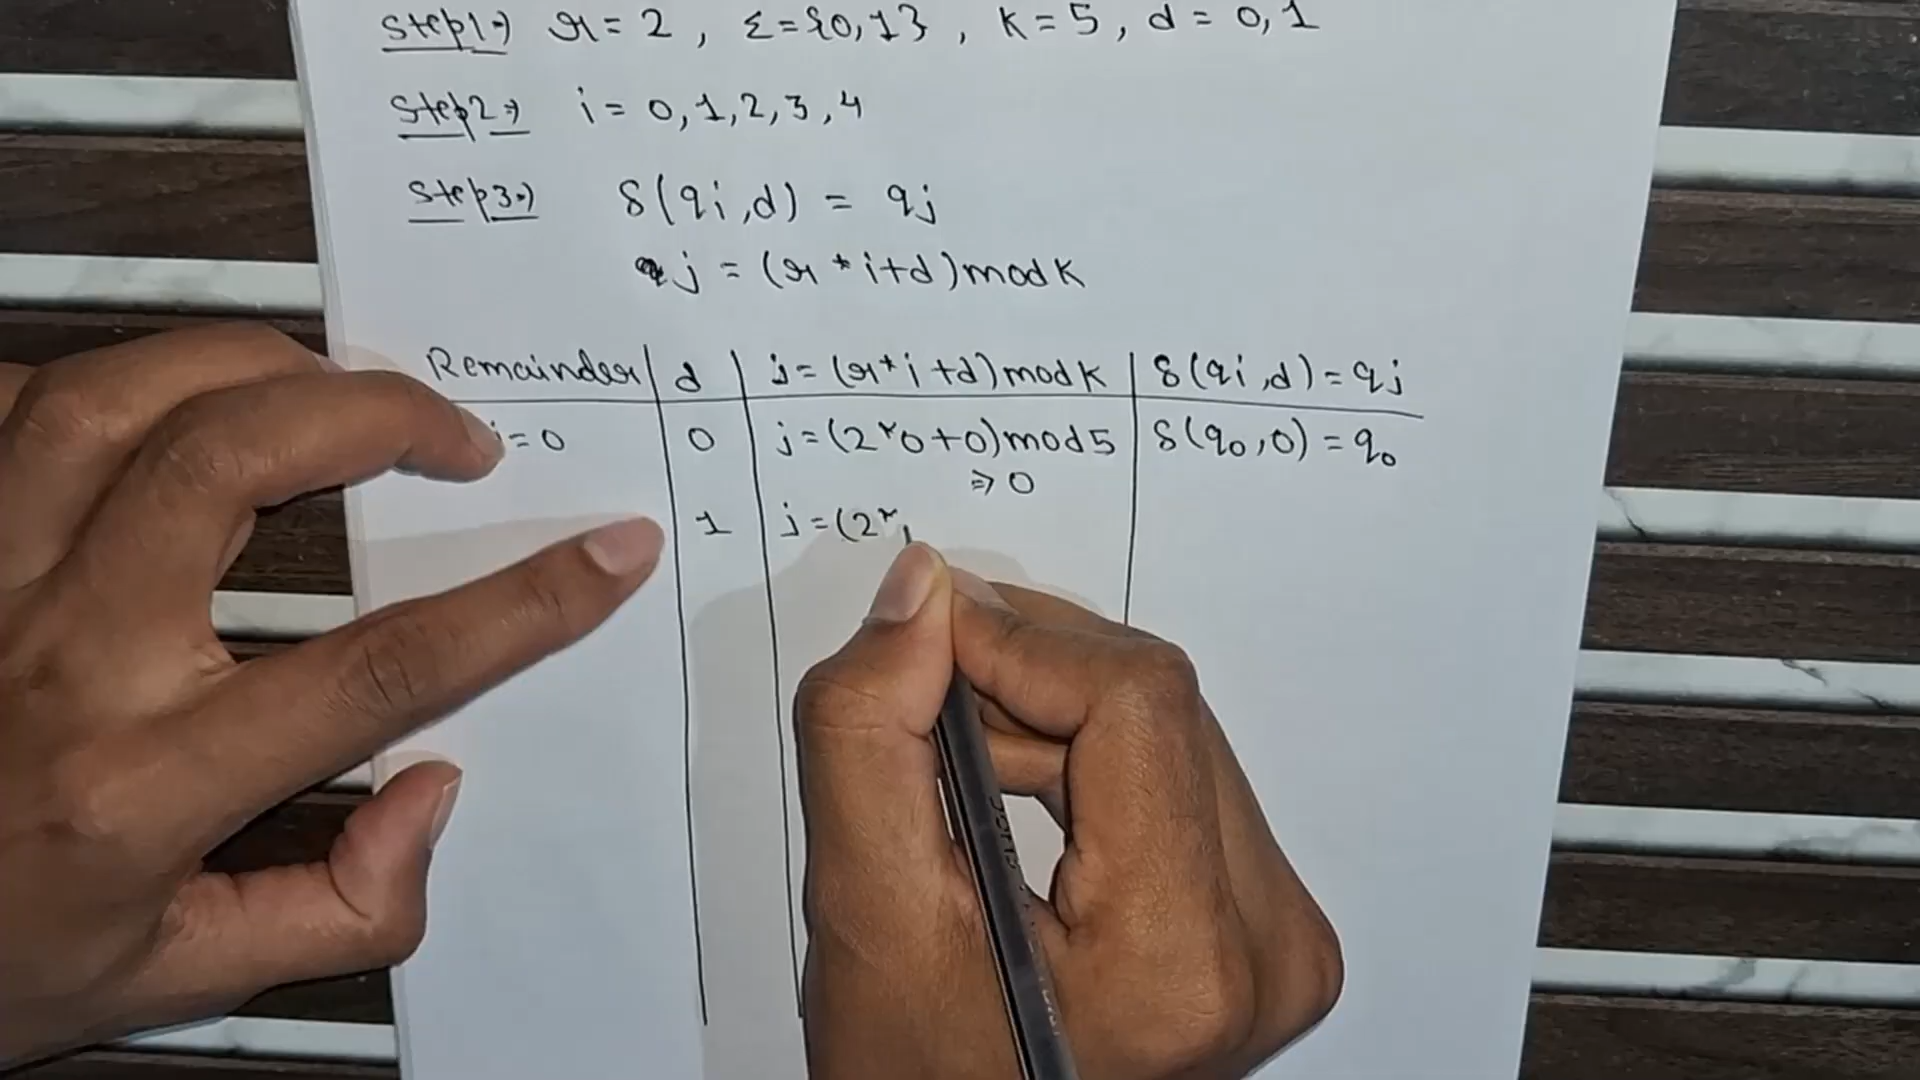 Step1:) r = 2 , Σ = {0,1} , K = 5 , d = 0, 1
Step2:) i = 0, 1, 2, 3, 4
Step3:) δ(qi ,d) = qj
j = (r * i+d) mod K
Remainder d j = (r*i +d) mod K δ(qi ,d) = qj
i = 0 0 j = (2*0+0) mod 5 δ(q0 ,0) = q0
⇒ 0
1 j = (2*